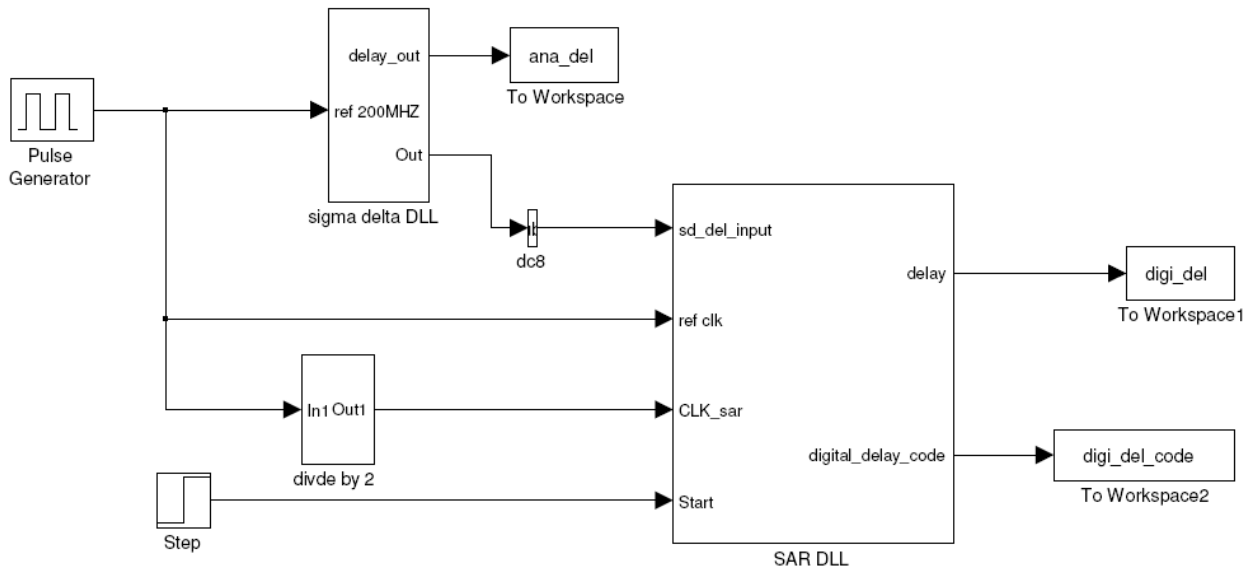 delay_out
ana_del
To Workspace
ref 200MHZ
Pulse
Generator
Out
sigma delta DLL
sd_del_input
dc8
delay
digi_del
To Workspace1
ref clk
In1
Out1
CLK_sar
divde by 2
digital_delay_code
digi_del_code
To Workspace2
Start
Step
SAR DLL